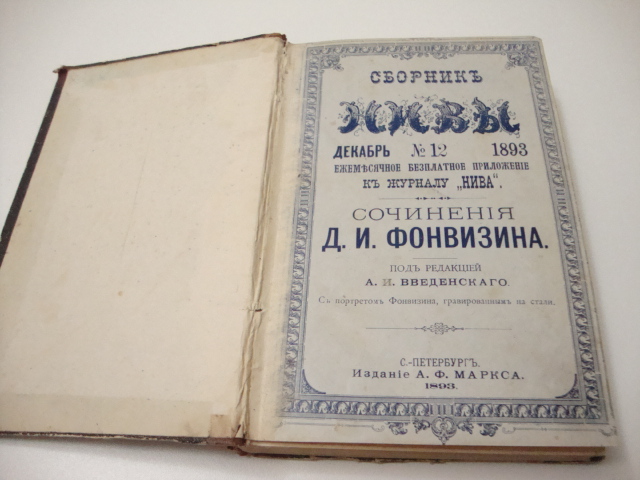 СБОРНИКЪ
НИВЫ
ДЕКАБРЬ № 12 1893
ЕЖЕМѢСЯЧНОЕ БЕЗПЛАТНОЕ ПРИЛОЖЕНІЕ
КЪ ЖУРНАЛУ „НИВА“.
СОЧИНЕНІЯ
Д. И. ФОНВИЗИНА.
ПОДЪ РЕДАКЦІЕЙ
А. И. ВВЕДЕНСКАГО.
Съ портретомъ Фонвизина, гравированнымъ на стали.
С.-ПЕТЕРБУРГЪ.
Изданіе А. Ф. МАРКСА.
1893.